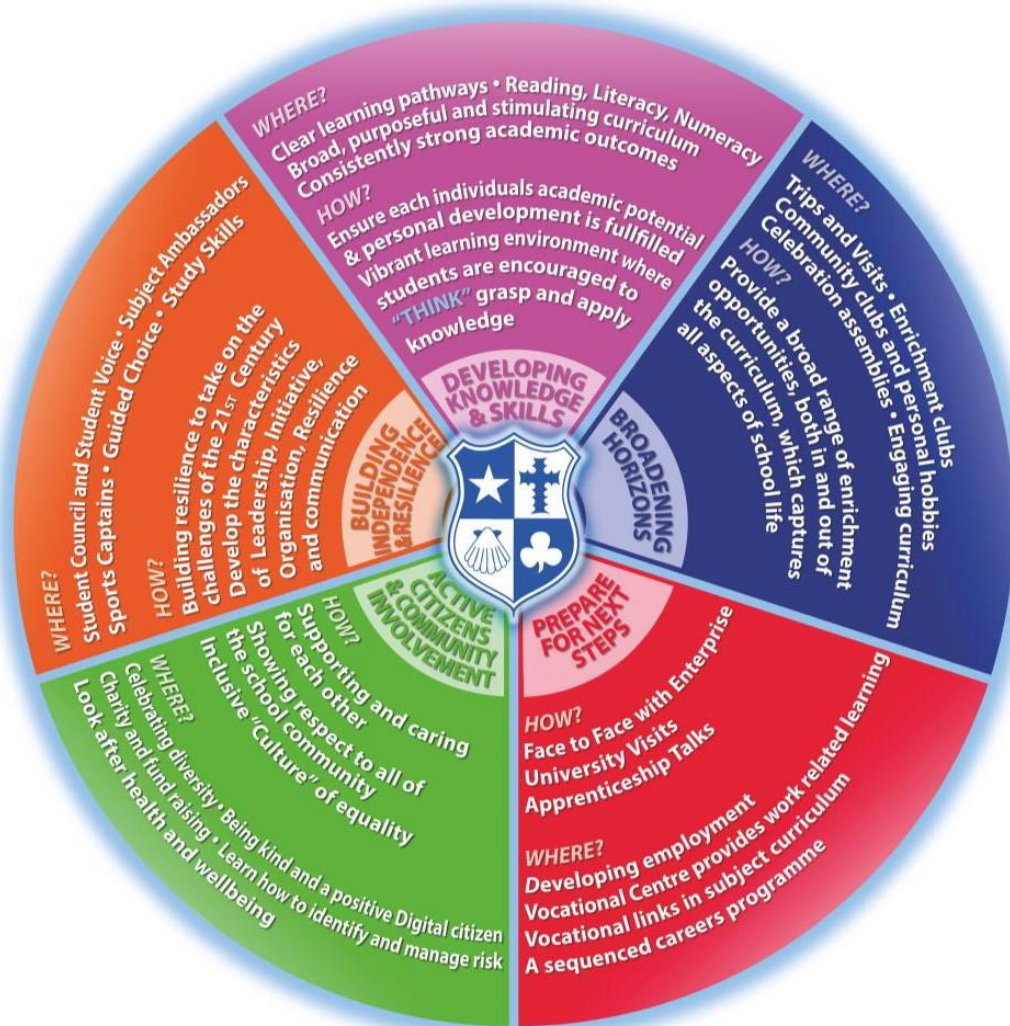 WHERE?
Clear learning pathways • Reading, Literacy, Numeracy
Broad, purposeful and stimulating curriculum
Consistently strong academic outcomes
HOW?
Ensure each individuals academic potential
& personal development is fullfilled
Vibrant learning environment where
students are encouraged to
"THINK" grasp and apply
knowledge
DEVELOPING
KNOWLEDGE
& SKILLS
WHERE?
Trips and Visits • Enrichment clubs
Community clubs and personal hobbies
Celebration assemblies • Engaging curriculum
HOW?
Provide a broad range of enrichment
opportunities, both in and out of
the curriculum, which captures
all aspects of school life
BROADENING
HORIZONS
PREPARE
FOR NEXT
STEPS
HOW?
Face to Face with Enterprise
University Visits
Apprenticeship Talks
WHERE?
Developing employment
Vocational Centre provides work related learning
Vocational links in subject curriculum
A sequenced careers programme
ACTIVE
CITIZENS
& COMMUNITY
INVOLVEMENT
HOW?
Supporting and caring
for each other
Showing respect to all of
the school community
Inclusive "Culture" of equality
WHERE?
Celebrating diversity • Being kind and a positive Digital citizen
Charity and fund raising • Learn how to identify and manage risk
Look after health and wellbeing
WHERE?
Student Council and Student Voice • Subject Ambassadors
Sports Captains • Guided Choice • Study Skills
HOW?
Building resilience to take on the
challenges of the 21ST Century
Develop the characteristics
of Leadership, Initiative,
Organisation, Resilience
and communication
BUILDING
INDEPENDENCE
& RESILIENCE